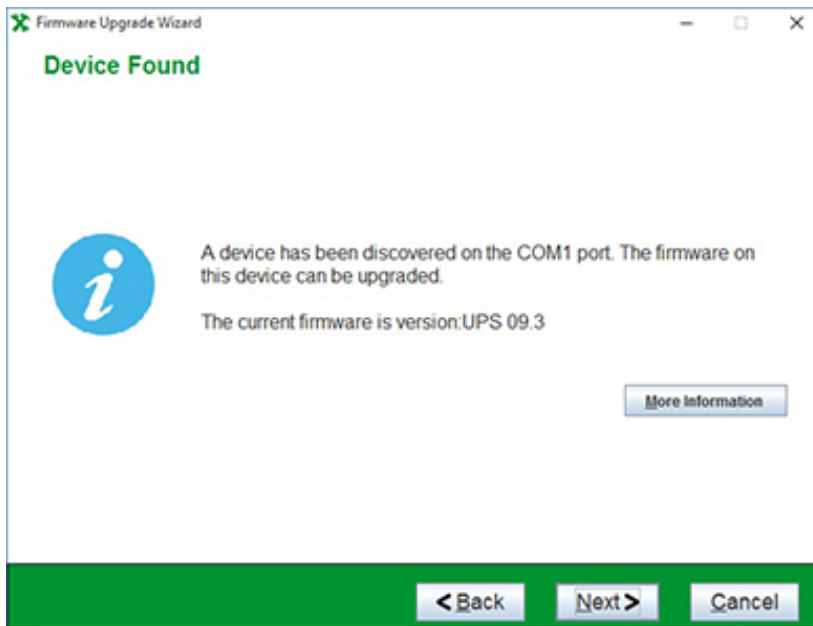 Firmware Upgrade Wizard
Device Found
A device has been discovered on the COM1 port. The firmware on
this device can be upgraded.
The current firmware is version:UPS 09.3
More Information
< Back
Next >
Cancel